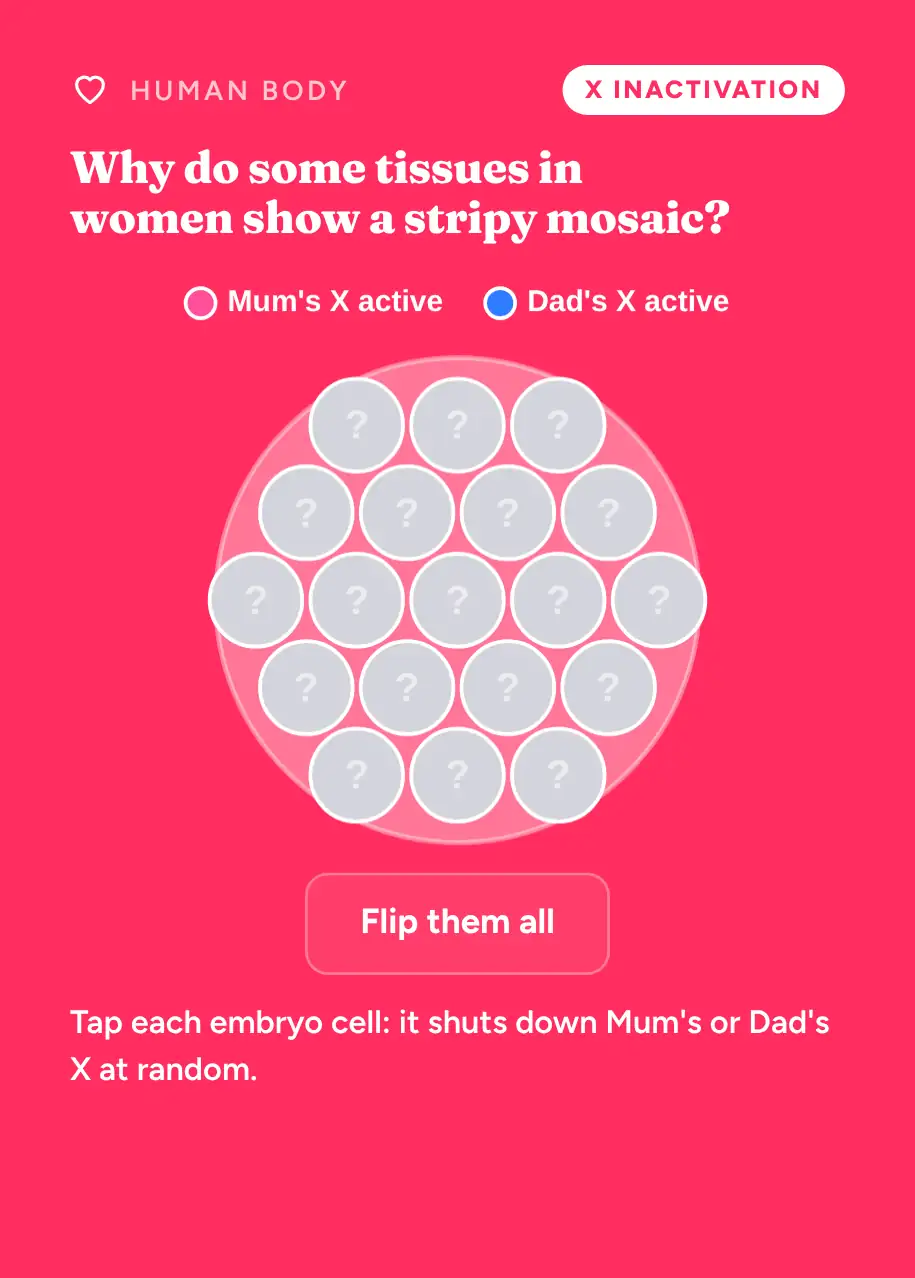 HUMAN BODY
X INACTIVATION
Why do some tissues in
women show a stripy mosaic?
Mum's X active
Dad's X active
? ? ?
? ? ? ?
? ? ? ? ?
? ? ? ?
? ? ?
Flip them all
Tap each embryo cell: it shuts down Mum's or Dad's
X at random.